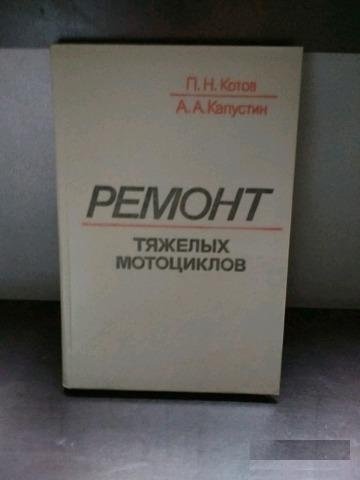 П. Н. Котов
А. А. Капустин
РЕМОНТ
ТЯЖЕЛЫХ
МОТОЦИКЛОВ